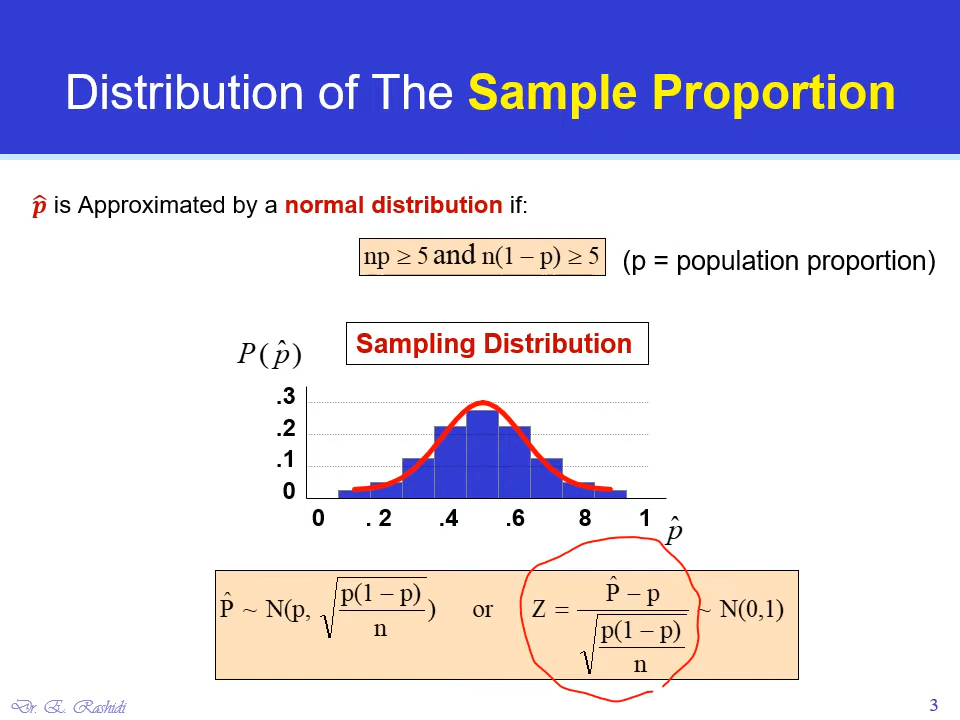 Distribution of The Sample Proportion
p̂ is Approximated by a normal distribution if:
np ≥ 5 and n(1 – p) ≥ 5 (p = population proportion)
Sampling Distribution
P(p̂)
.3
.2
.1
0
0 . 2 .4 .6 8 1 p̂
P̂ ~ N(p, √(p(1 – p)/n)) or Z = (P̂ – p)/√(p(1 – p)/n) ~ N(0,1)
Dr. E. Rashidi 3